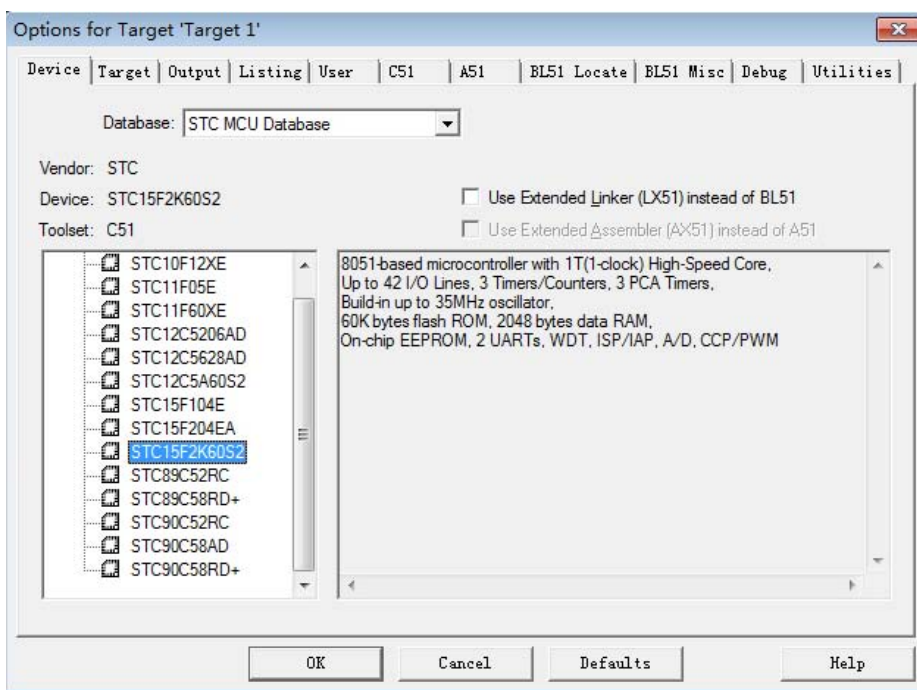 Options for Target 'Target 1'
Device Target Output Listing User C51 A51 BL51 Locate BL51 Misc Debug Utilities
Database: STC MCU Database
Vendor: STC
Device: STC15F2K60S2
Use Extended Linker (LX51) instead of BL51
Toolset: C51
Use Extended Assembler (AX51) instead of A51
STC10F12XE
STC11F05E
STC11F60XE
STC12C5206AD
STC12C5628AD
STC12C5A60S2
STC15F104E
STC15F204EA
STC15F2K60S2
STC89C52RC
STC89C58RD+
STC90C52RC
STC90C58AD
STC90C58RD+
8051-based microcontroller with 1T(1-clock) High-Speed Core,
Up to 42 I/O Lines, 3 Timers/Counters, 3 PCA Timers,
Build-in up to 35MHz oscillator,
60K bytes flash ROM, 2048 bytes data RAM,
On-chip EEPROM, 2 UARTs, WDT, ISP/IAP, A/D, CCP/PWM
OK Cancel Defaults Help